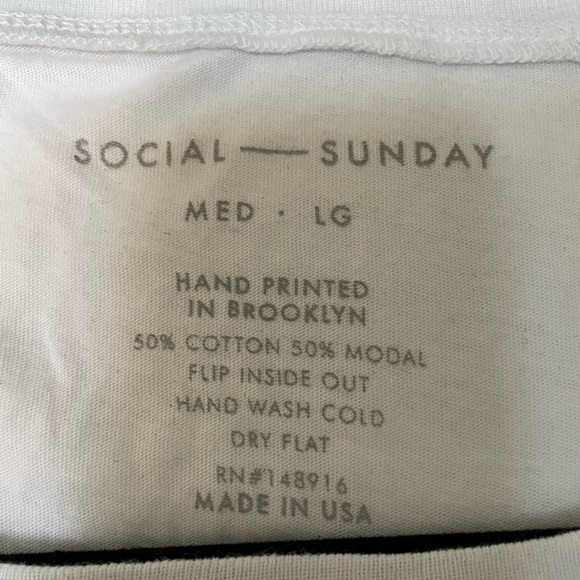 SOCIAL — SUNDAY
MED · LG
HAND PRINTED
IN BROOKLYN
50% COTTON 50% MODAL
FLIP INSIDE OUT
HAND WASH COLD
DRY FLAT
RN#148916
MADE IN USA